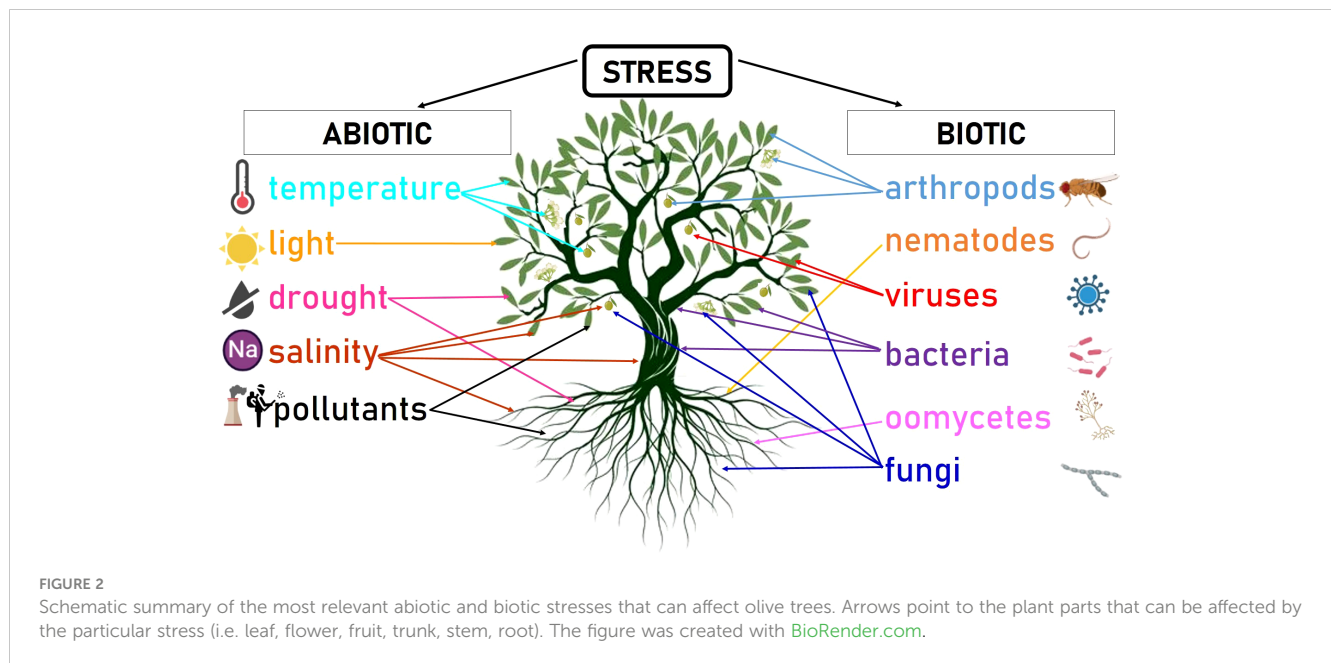 STRESS
ABIOTIC
BIOTIC
temperature
light
drought
Na
salinity
pollutants
arthropods
nematodes
viruses
bacteria
oomycetes
fungi
FIGURE 2
Schematic summary of the most relevant abiotic and biotic stresses that can affect olive trees. Arrows point to the plant parts that can be affected by
the particular stress (i.e. leaf, flower, fruit, trunk, stem, root). The figure was created with BioRender.com.